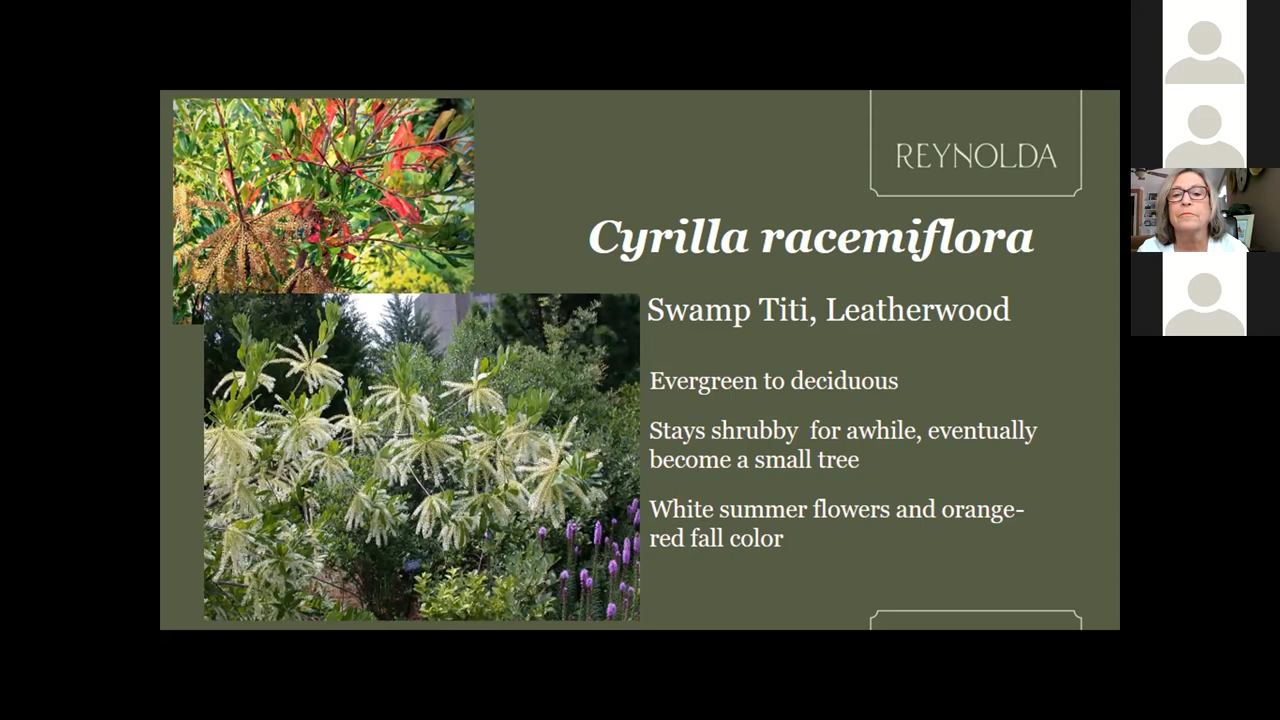 REYNOLDA
Cyrilla racemiflora
Swamp Titi, Leatherwood
Evergreen to deciduous
Stays shrubby  for awhile, eventually
become a small tree
White summer flowers and orange-
red fall color